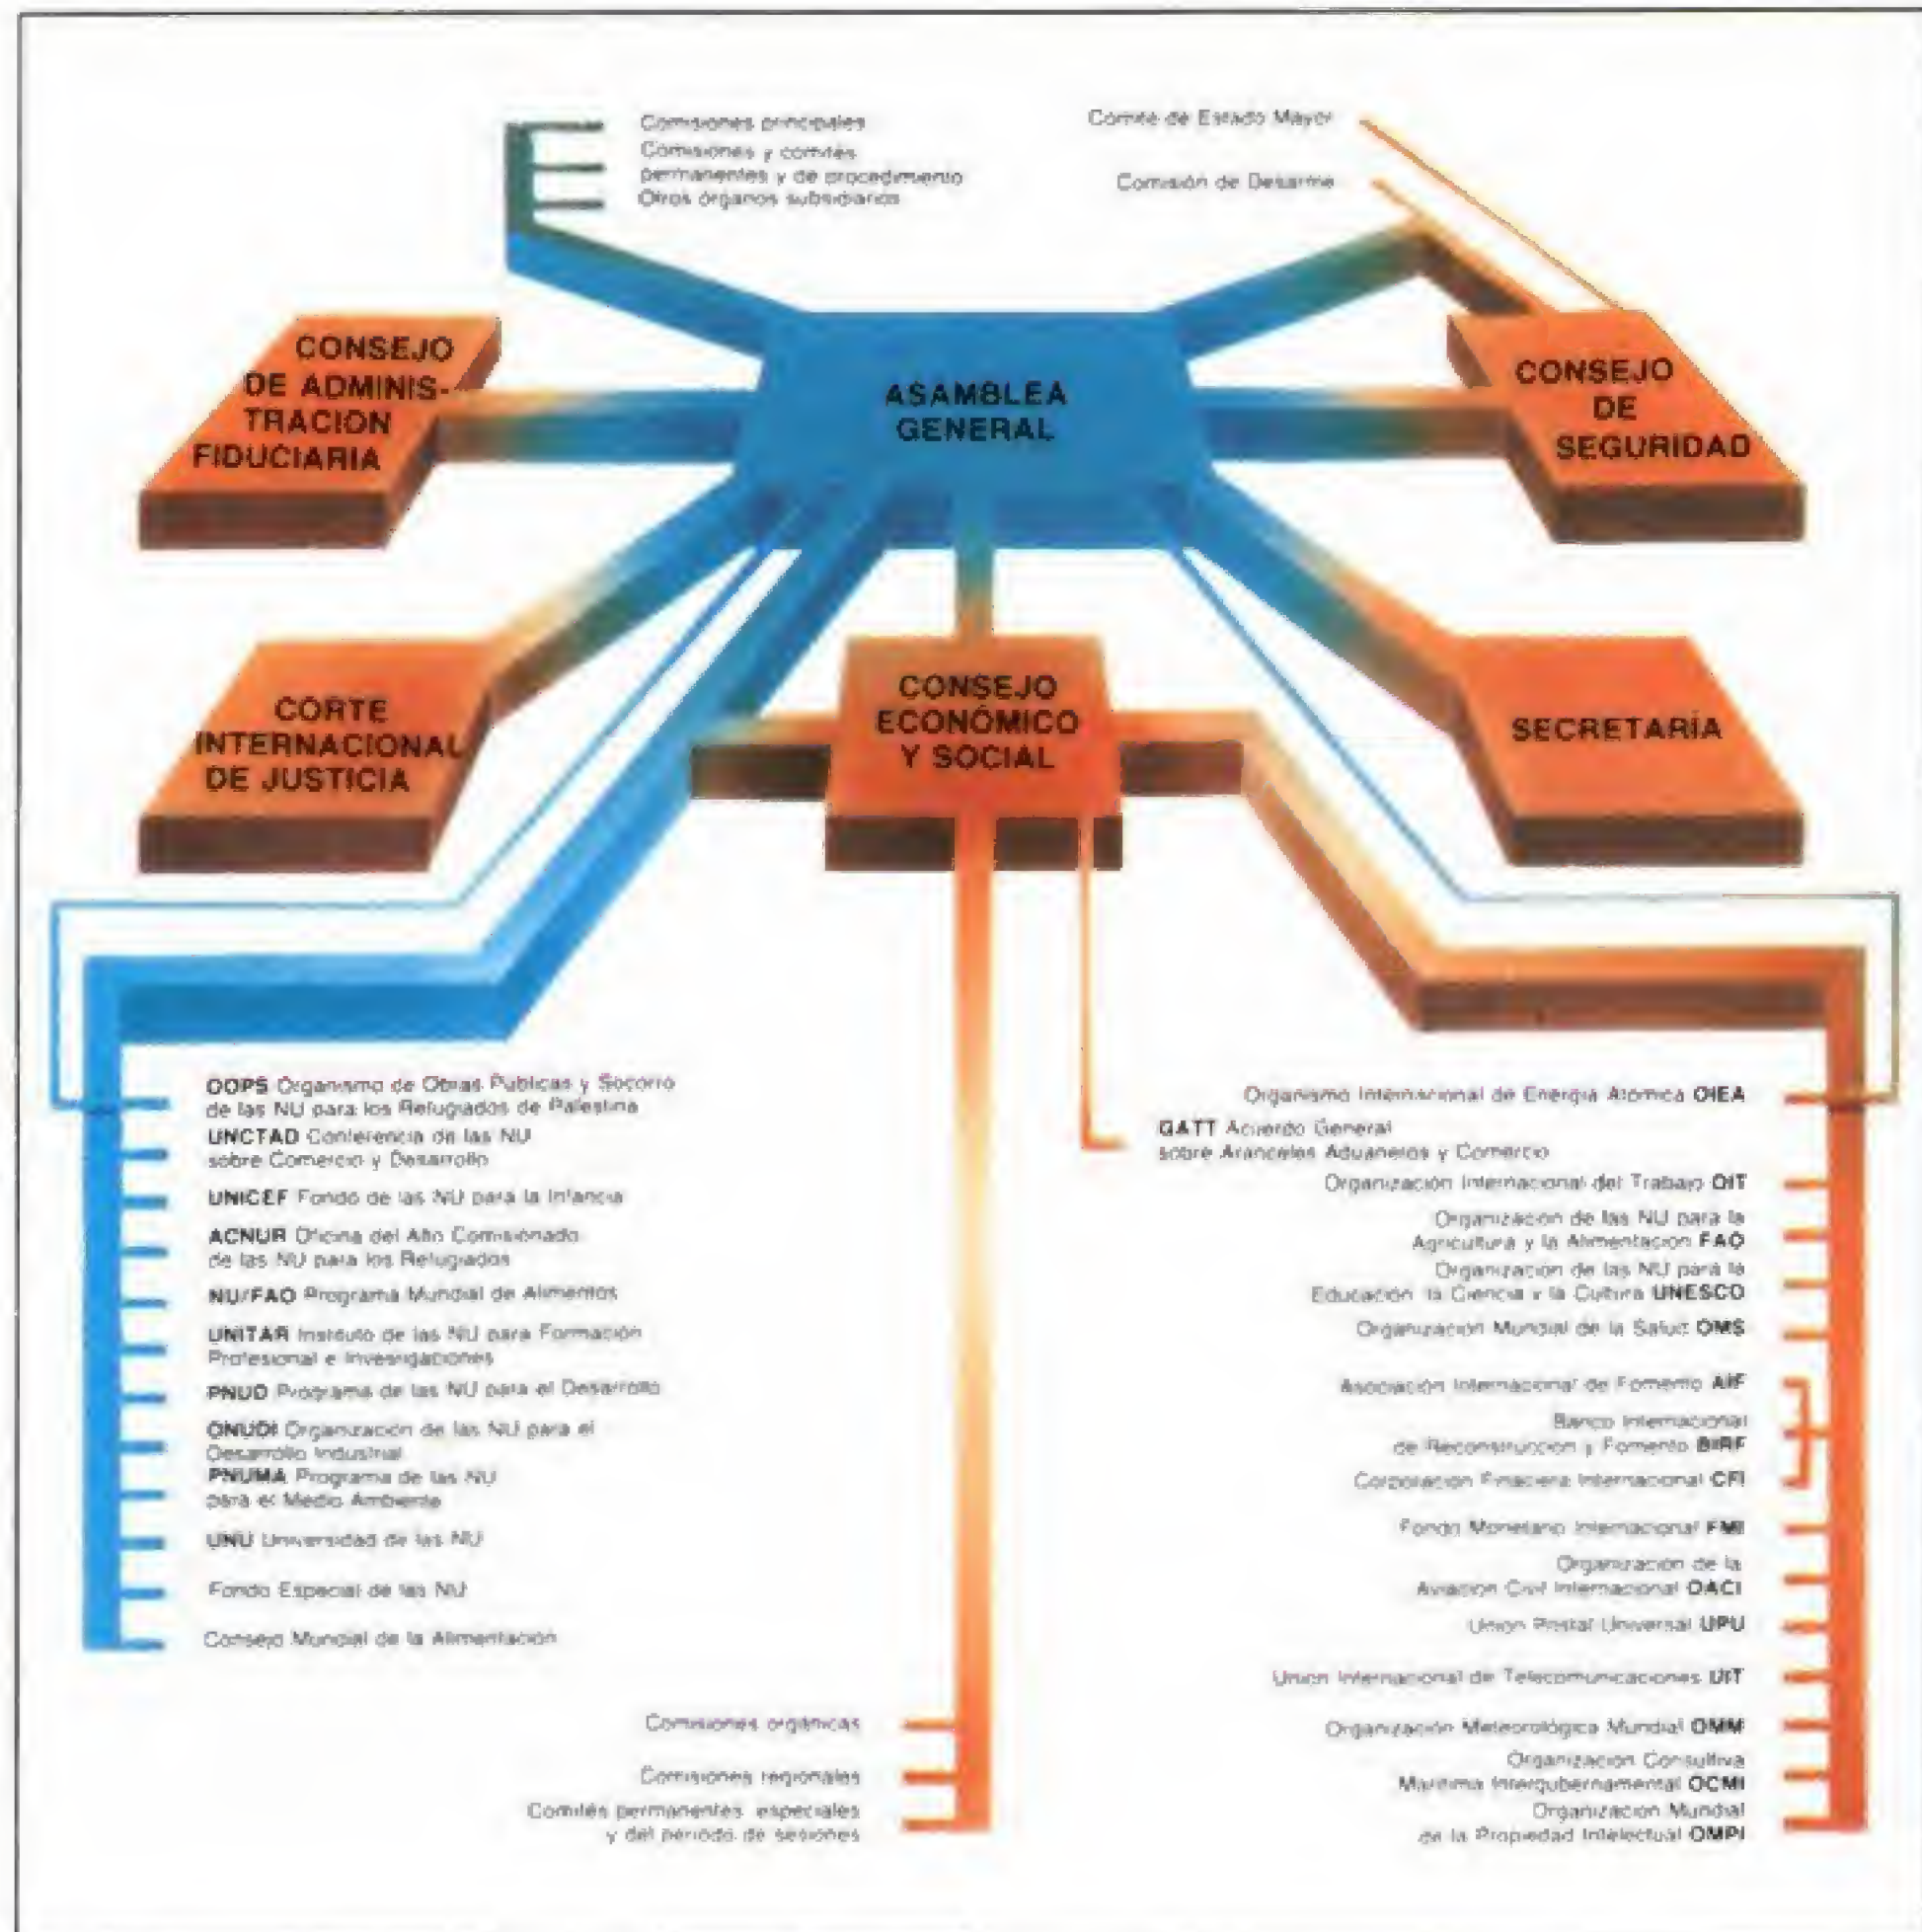 Comisiones principales
Comisiones y comités
permanentes y de procedimiento
Otros órganos subsidiarios
Comité de Estado Mayor
Comisión de Desarme
CONSEJO
DE ADMINIS-
TRACION
FIDUCIARIA
ASAMBLEA
GENERAL
CONSEJO
DE
SEGURIDAD
CORTE
INTERNACIONAL
DE JUSTICIA
CONSEJO
ECONÓMICO
Y SOCIAL
SECRETARÍA
OOPS Organismo de Obras Públicas y Socorro
de las NU para los Refugiados de Palestina
UNCTAD Conferencia de las NU
sobre Comercio y Desarrollo
UNICEF Fondo de las NU para la Infancia
ACNUR Oficina del Alto Comisionado
de las NU para los Refugiados
NU/FAO Programa Mundial de Alimentos
UNITAR Instituto de las NU para Formación
Profesional e Investigaciones
PNUD Programa de las NU para el Desarrollo
ONUDI Organización de las NU para el
Desarrollo Industrial
PNUMA Programa de las NU
para el Medio Ambiente
UNU Universidad de las NU
Fondo Especial de las NU
Consejo Mundial de la Alimentación
Comisiones orgánicas
Comisiones regionales
Comités permanentes especiales
y del período de sesiones
Organismo Internacional de Energía Atómica OIEA
GATT Acuerdo General
sobre Aranceles Aduaneros y Comercio
Organización Internacional del Trabajo OIT
Organización de las NU para la
Agricultura y la Alimentación FAO
Organización de las NU para la
Educación la Ciencia y la Cultura UNESCO
Organización Mundial de la Salud OMS
Asociación Internacional de Fomento AIF
Banco Internacional
de Reconstrucción y Fomento BIRF
Corporación Finaciera Internacional CFI
Fondo Monetario Internacional FMI
Organización de la
Aviación Civil Internacional OACI
Unión Postal Universal UPU
Unión Internacional de Telecomunicaciones UIT
Organización Meteorológica Mundial OMM
Organización Consultiva
Marítima Intergubernamental OCMI
Organización Mundial
de la Propiedad Intelectual OMPI